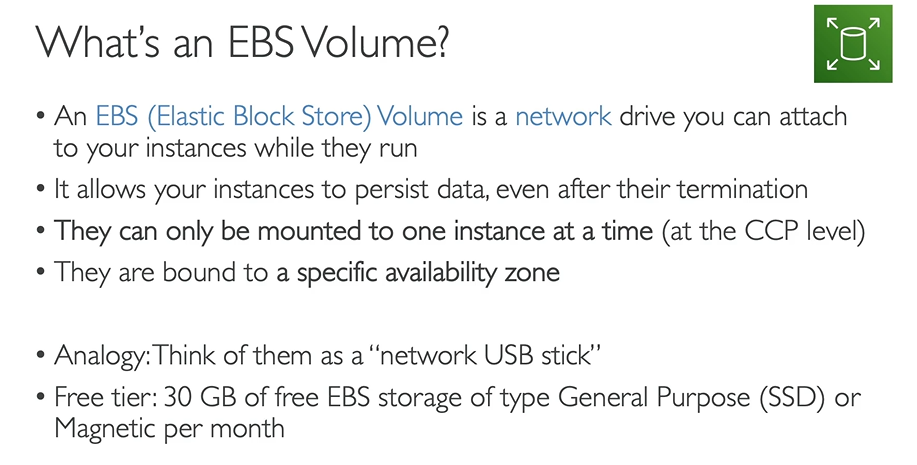 What's an EBS Volume?
• An EBS (Elastic Block Store) Volume is a network drive you can attach
to your instances while they run
• It allows your instances to persist data, even after their termination
• They can only be mounted to one instance at a time (at the CCP level)
• They are bound to a specific availability zone
• Analogy: Think of them as a “network USB stick”
• Free tier: 30 GB of free EBS storage of type General Purpose (SSD) or
Magnetic per month